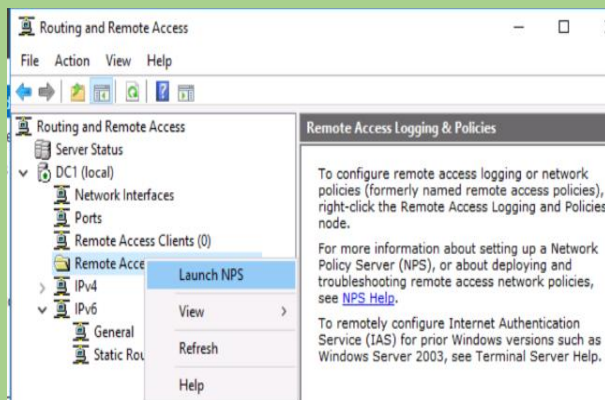 Routing and Remote Access
File Action View Help
Routing and Remote Access
Server Status
DC1 (local)
Network Interfaces
Ports
Remote Access Clients (0)
Remote Acce
IPv4
IPv6
General
Static Rou
Launch NPS
View
Refresh
Help
Remote Access Logging & Policies
To configure remote access logging or network
policies (formerly named remote access policies),
right-click the Remote Access Logging and Policies
node.
For more information about setting up a Network
Policy Server (NPS), or about deploying and
troubleshooting remote access network policies,
see NPS Help.
To remotely configure Internet Authentication
Service (IAS) for prior Windows versions such as
Windows Server 2003, see Terminal Server Help.